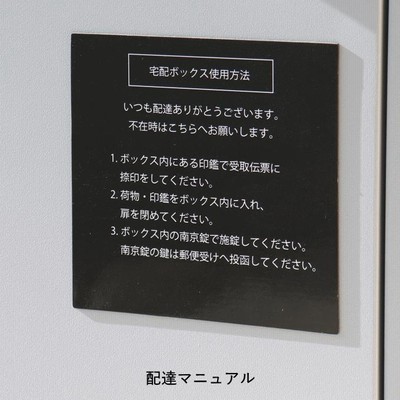 宅配ボックス使用方法
いつも配達ありがとうございます。
不在時はこちらへお願いします。
1. ボックス内にある印鑑で受取伝票に
捺印をしてください。
2. 荷物・印鑑をボックス内に入れ、
扉を閉めてください。
3. ボックス内の南京錠で施錠してください。
南京錠の鍵は郵便受けへ投函してください。
配達マニュアル